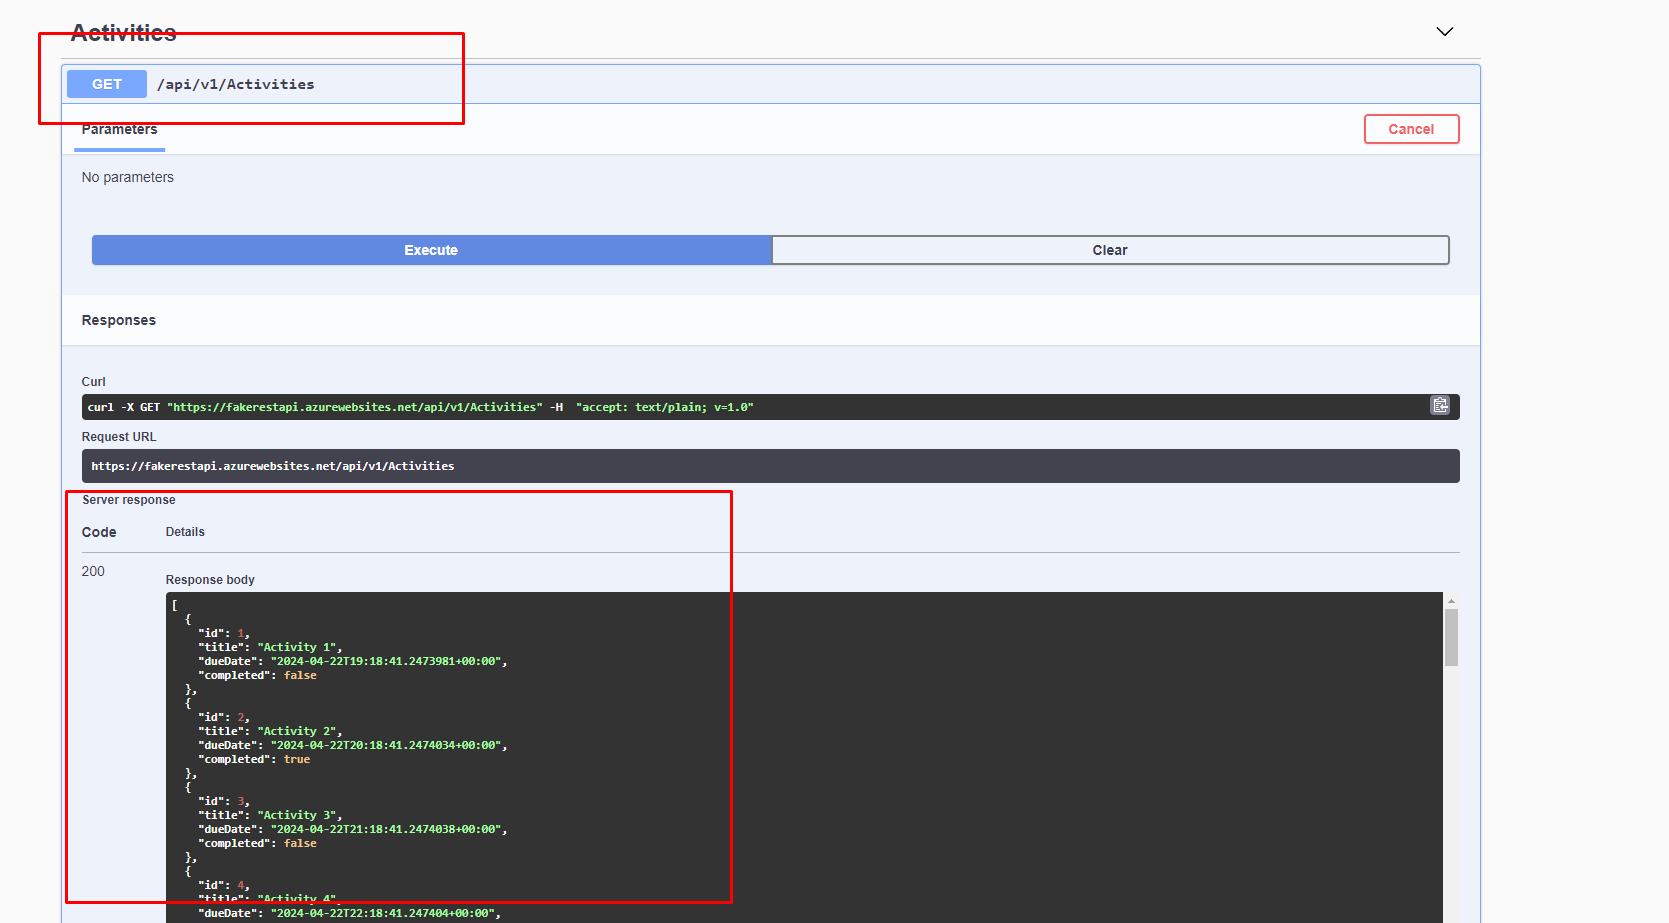 Activities
GET /api/v1/Activities
Parameters
Cancel
No parameters
Execute
Clear
Responses
Curl
curl -X GET "https://fakerestapi.azurewebsites.net/api/v1/Activities" -H  "accept: text/plain; v=1.0"
Request URL
https://fakerestapi.azurewebsites.net/api/v1/Activities
Server response
Code Details
200
Response body
[
  {
    "id": 1,
    "title": "Activity 1",
    "dueDate": "2024-04-22T19:18:41.2473981+00:00",
    "completed": false
  },
  {
    "id": 2,
    "title": "Activity 2",
    "dueDate": "2024-04-22T20:18:41.2474034+00:00",
    "completed": true
  },
  {
    "id": 3,
    "title": "Activity 3",
    "dueDate": "2024-04-22T21:18:41.2474038+00:00",
    "completed": false
  },
  {
    "id": 4,
    "title": "Activity 4",
    "dueDate": "2024-04-22T22:18:41.247404+00:00",